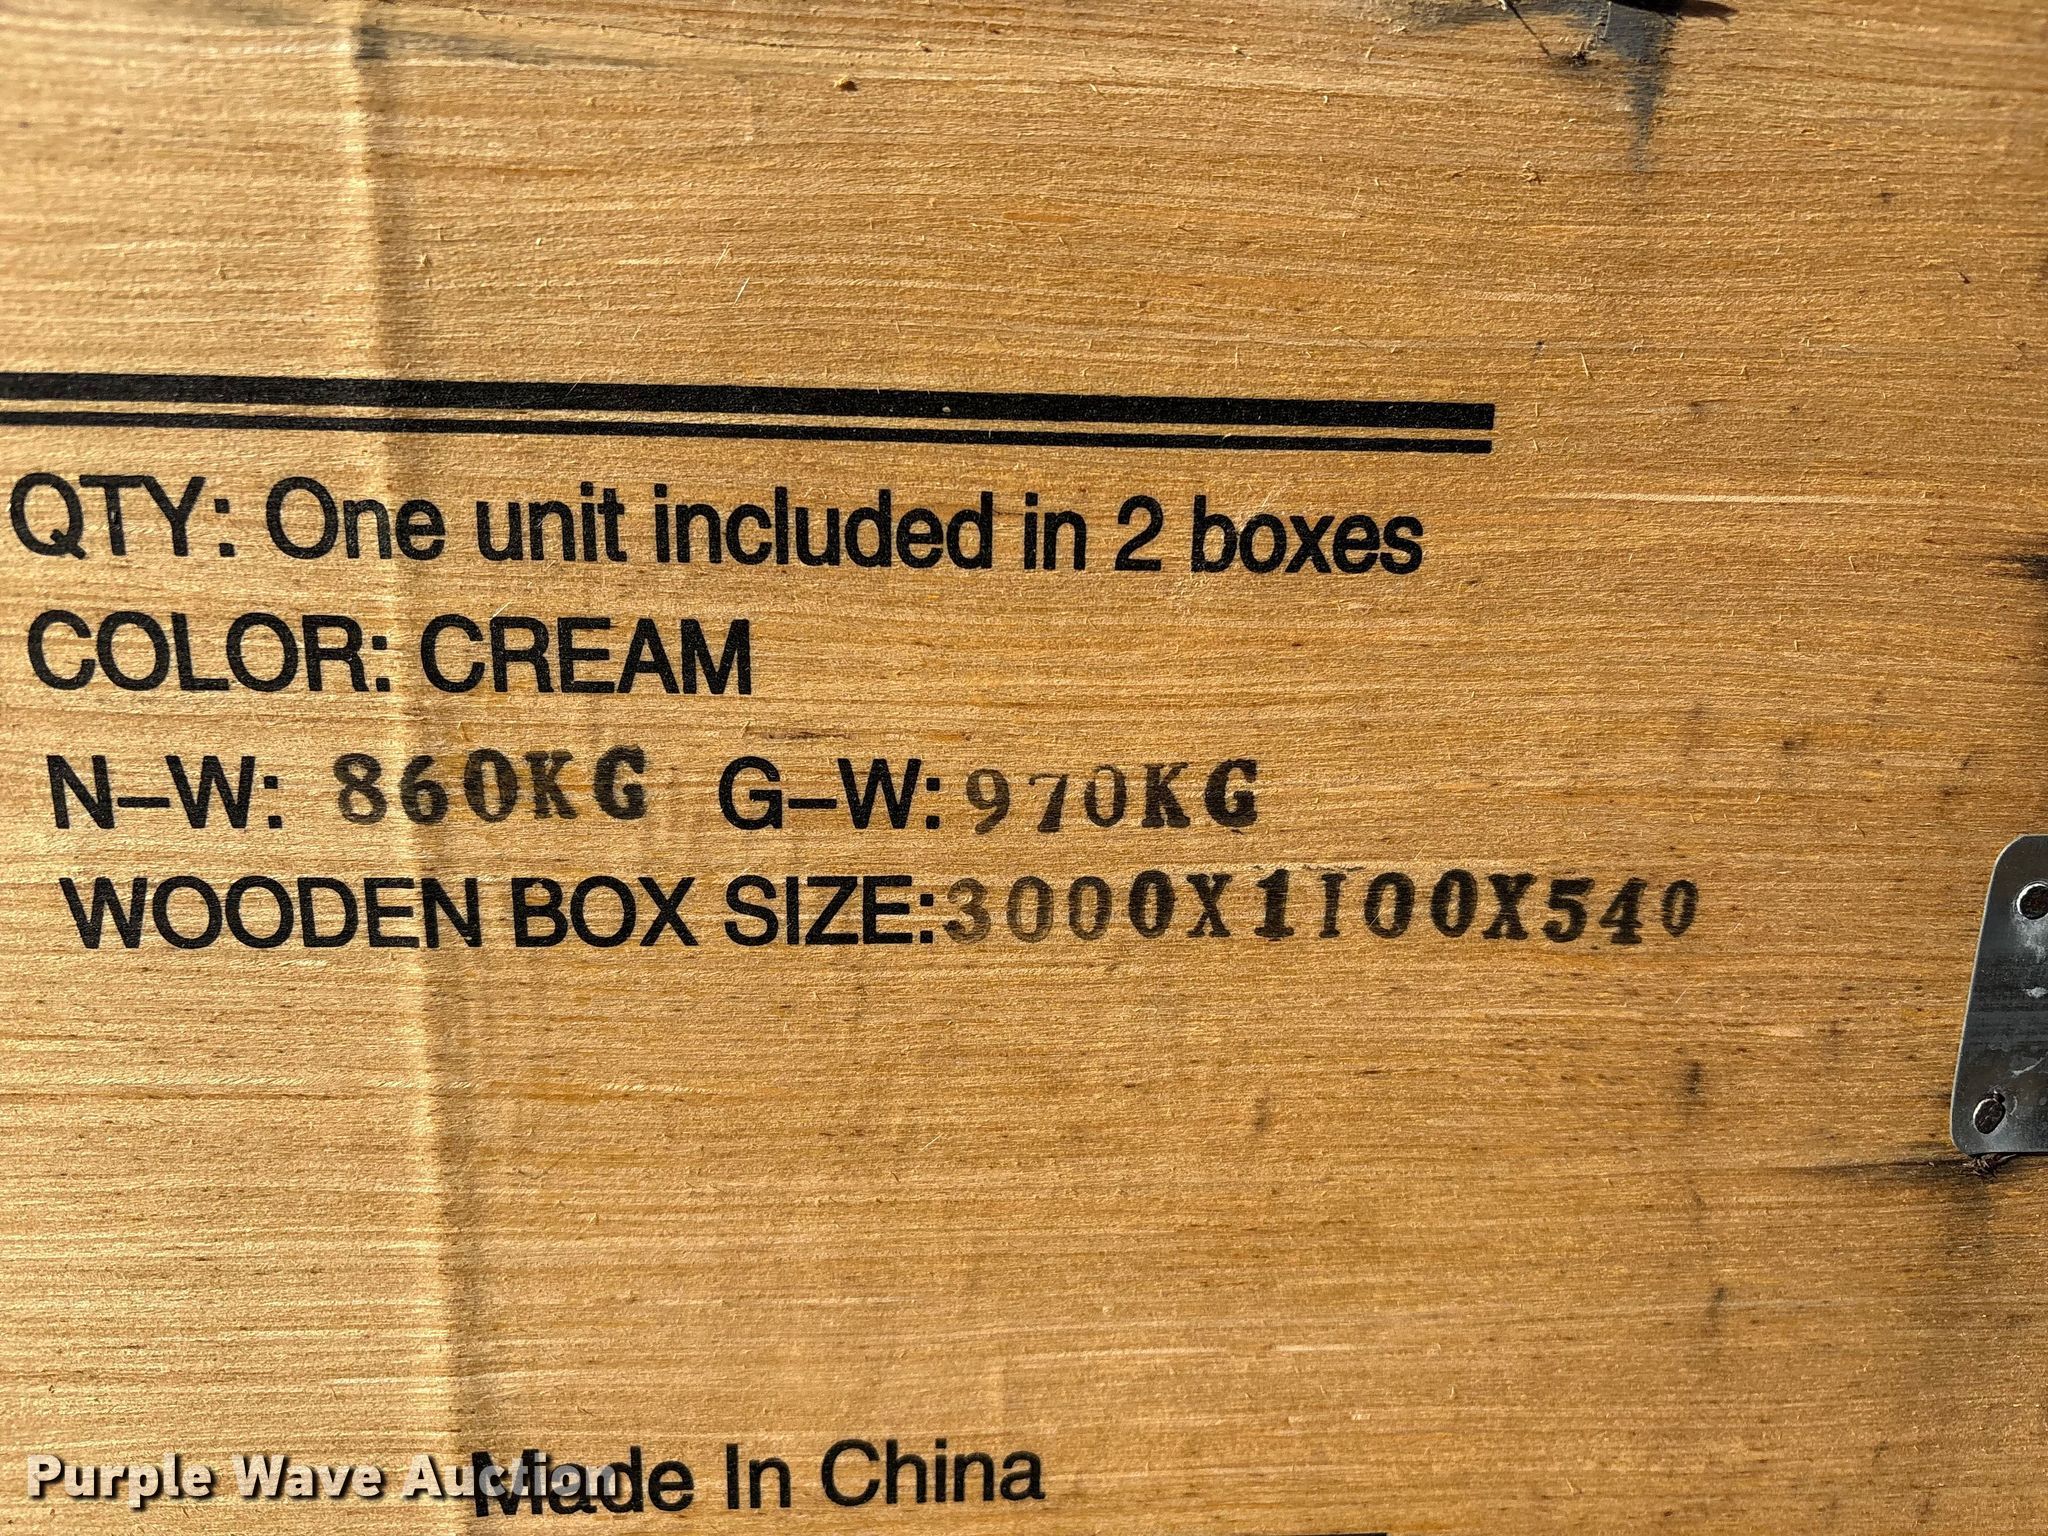 QTY: One unit included in 2 boxes
COLOR: CREAM
N-W: 860KG G-W: 970KG
WOODEN BOX SIZE:3000X1100X540
Made In China
Purple Wave Auction